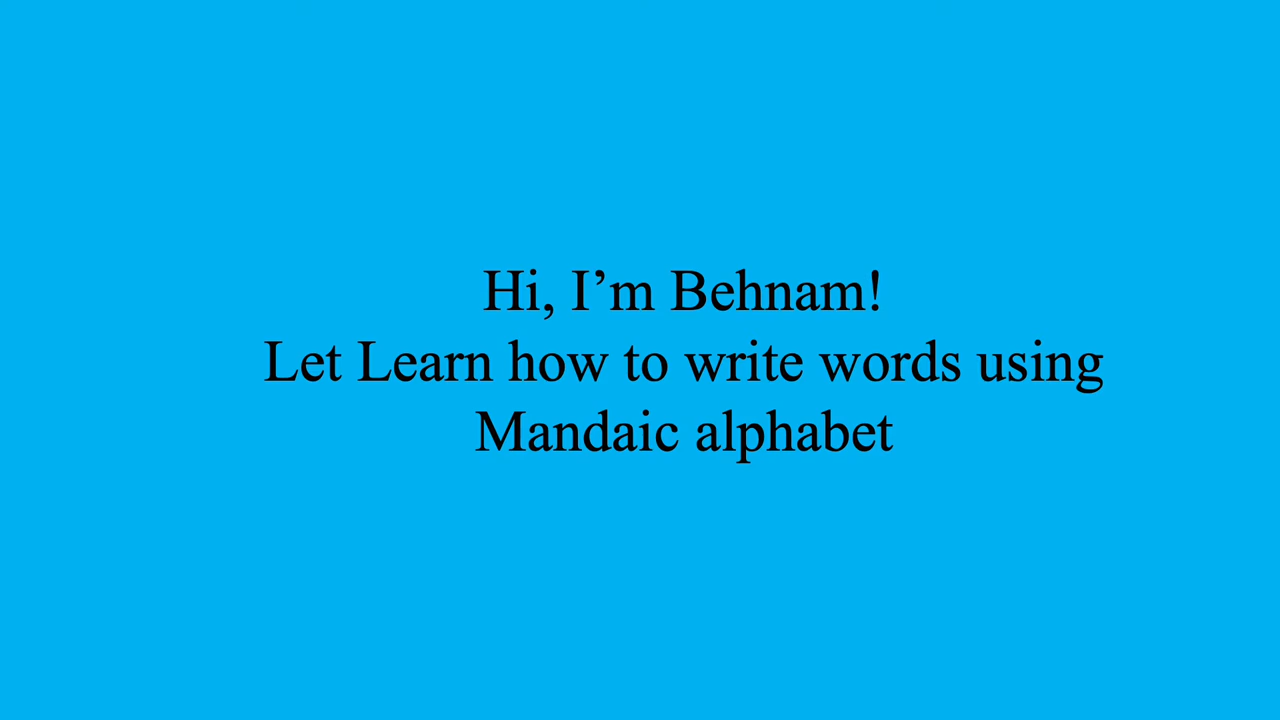 Hi, I’m Behnam!
Let Learn how to write words using
Mandaic alphabet